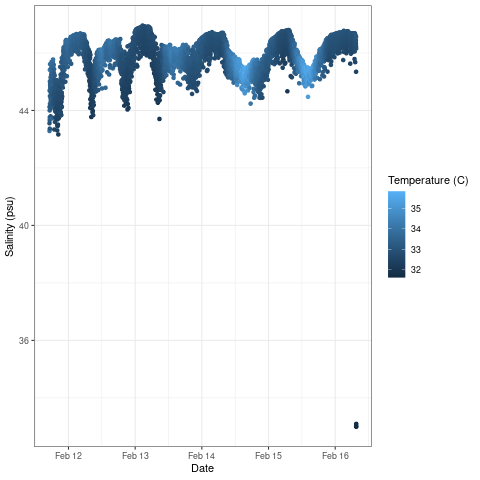 44
40
36
Salinity (psu)
Feb 12
Feb 13
Feb 14
Feb 15
Feb 16
Date
Temperature (C)
35
34
33
32